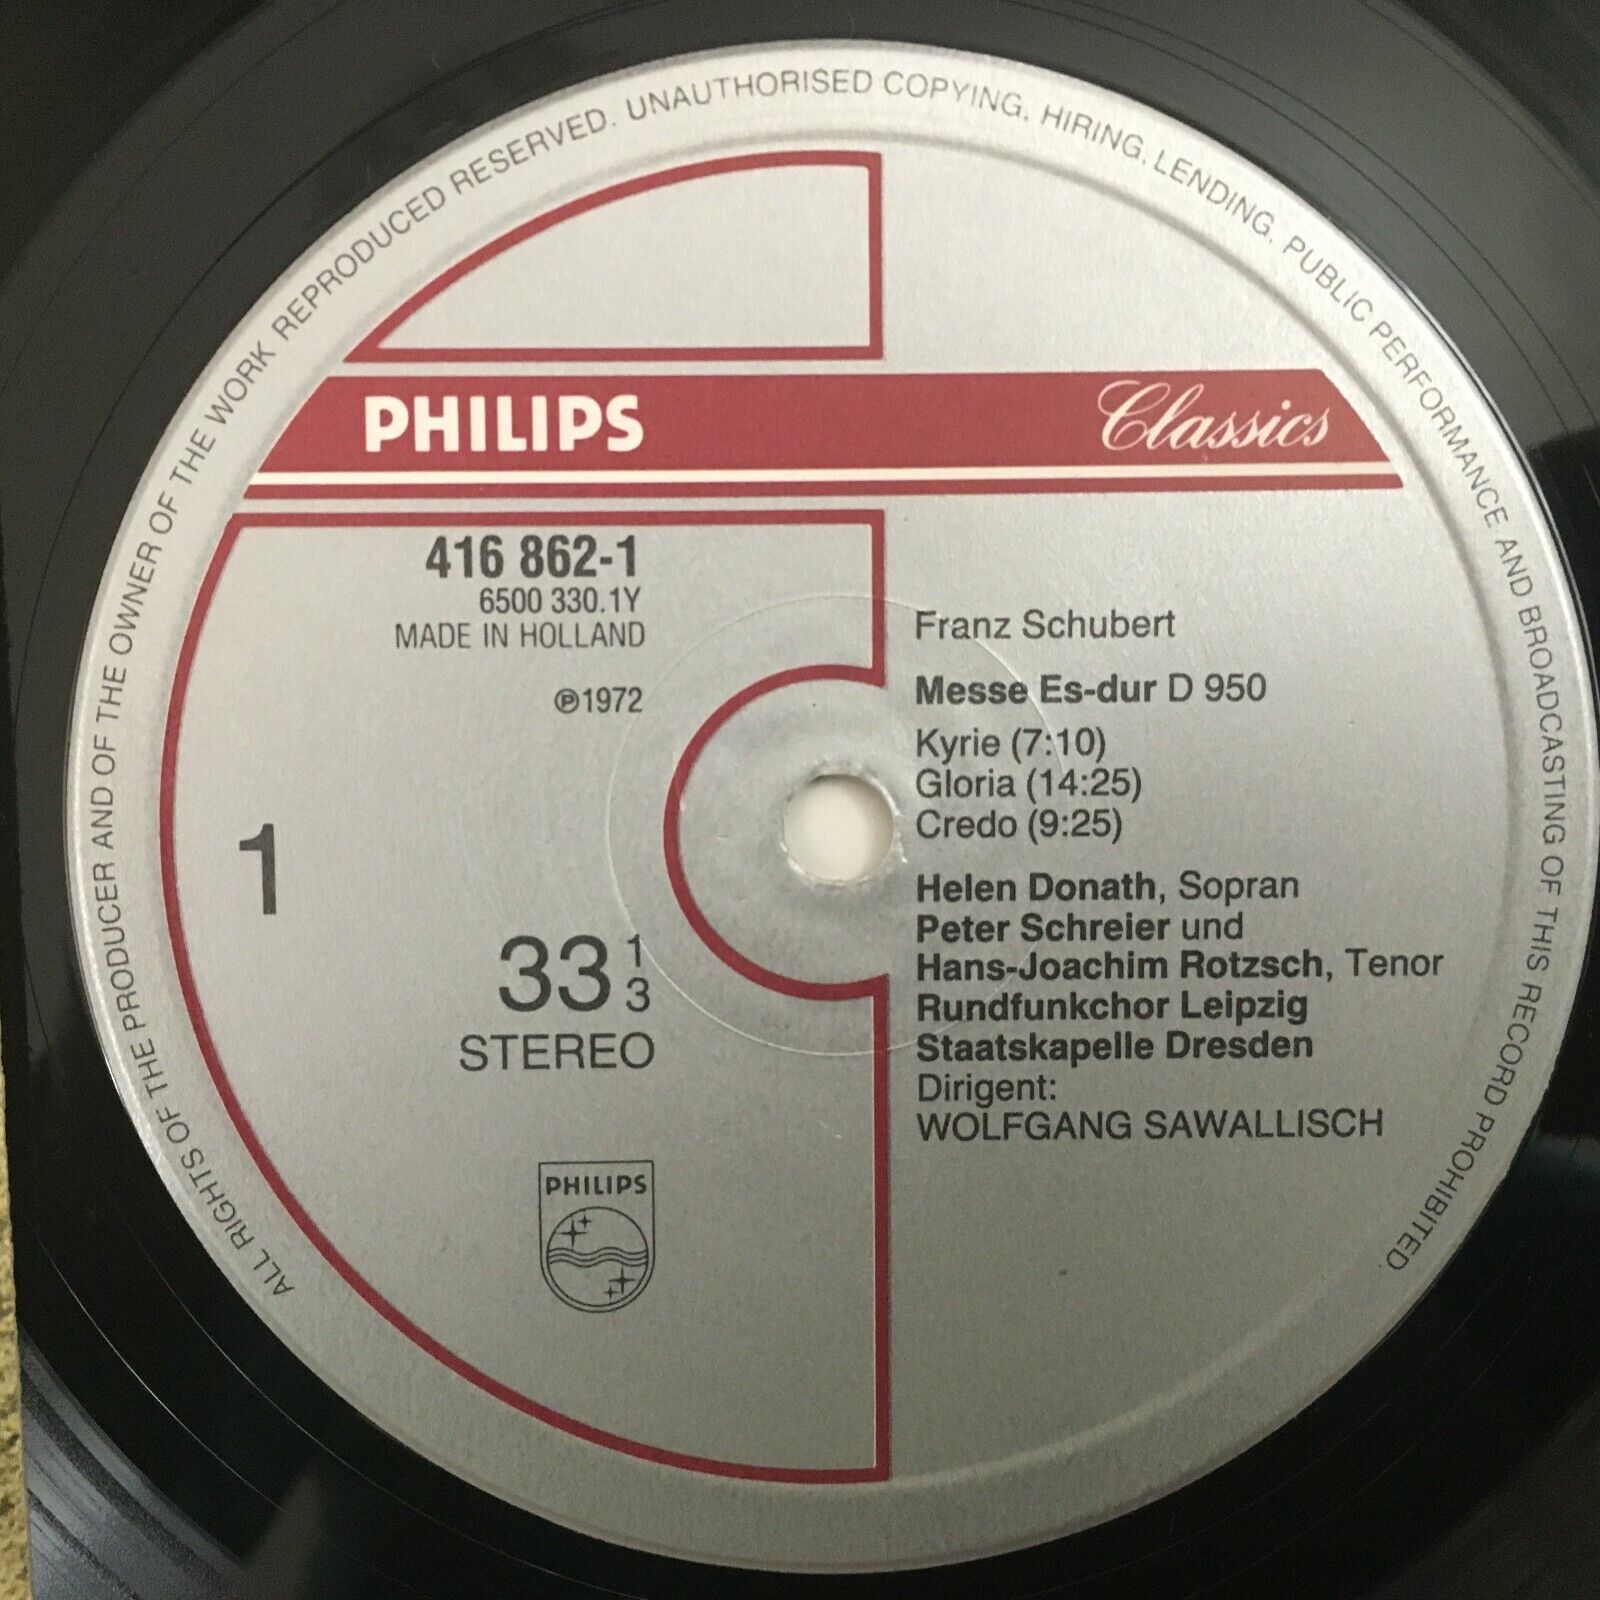 ALL RIGHTS OF THE PRODUCER AND OF THE OWNER OF THE WORK REPRODUCED RESERVED. UNAUTHORISED COPYING, HIRING, LENDING, PUBLIC PERFORMANCE AND BROADCASTING OF THIS RECORD PROHIBITED
PHILIPS Classics
416 862-1
6500 330.1Y
MADE IN HOLLAND
℗1972
1
33 1/3
STEREO
PHILIPS
Franz Schubert
Messe Es-dur D 950
Kyrie (7:10)
Gloria (14:25)
Credo (9:25)
Helen Donath, Sopran
Peter Schreier und
Hans-Joachim Rotzsch, Tenor
Rundfunkchor Leipzig
Staatskapelle Dresden
Dirigent:
WOLFGANG SAWALLISCH